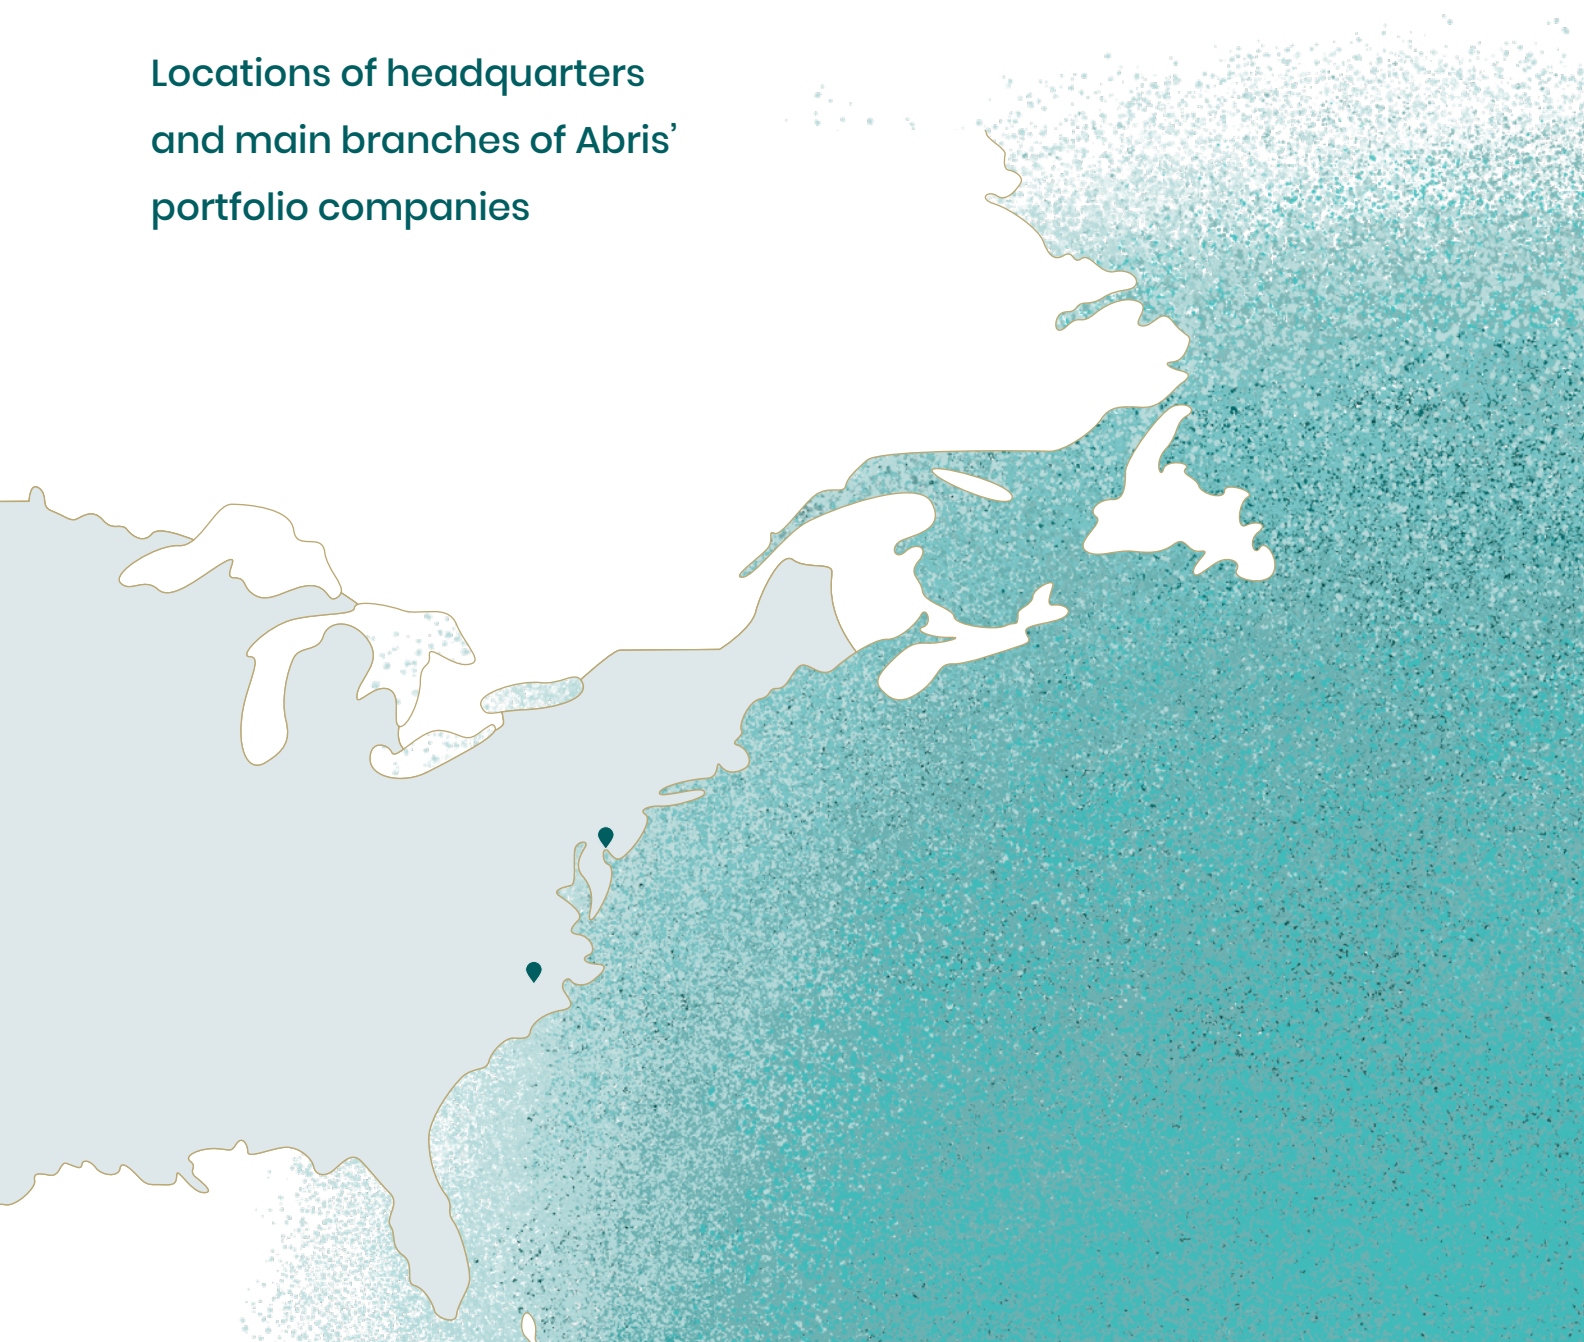 Locations of headquarters
and main branches of Abris’
portfolio companies